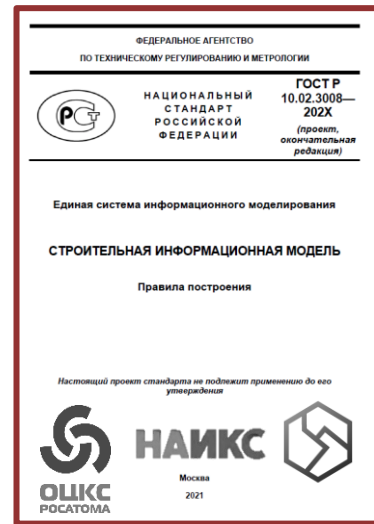 ФЕДЕРАЛЬНОЕ АГЕНТСТВО
ПО ТЕХНИЧЕСКОМУ РЕГУЛИРОВАНИЮ И МЕТРОЛОГИИ
НАЦИОНАЛЬНЫЙ
СТАНДАРТ
РОССИЙСКОЙ
ФЕДЕРАЦИИ
ГОСТ Р
10.02.3008—
202X
(проект,
окончательная
редакция)
Единая система информационного моделирования
СТРОИТЕЛЬНАЯ ИНФОРМАЦИОННАЯ МОДЕЛЬ
Правила построения
Настоящий проект стандарта не подлежит применению до его
утверждения
ОЦКС
РОСАТОМА
НАИКС
Москва
2021